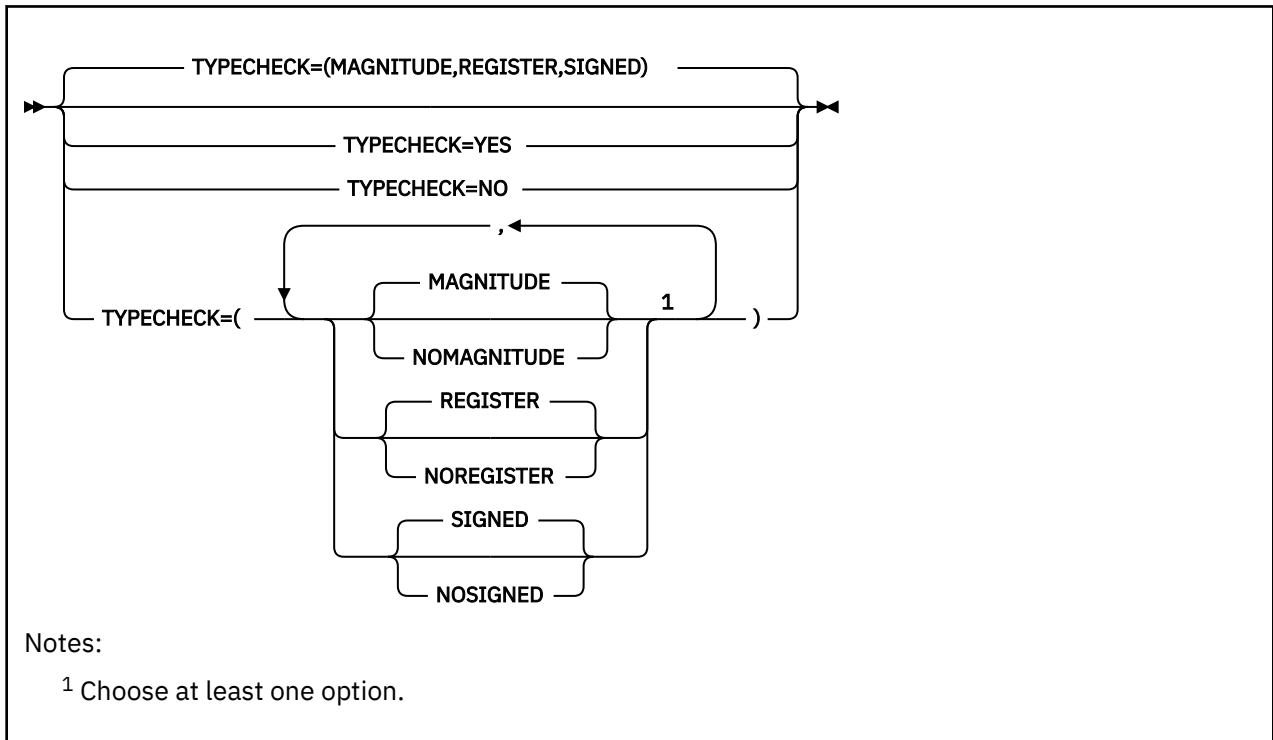 TYPECHECK=(MAGNITUDE,REGISTER,SIGNED)
TYPECHECK=YES
TYPECHECK=NO
,
MAGNITUDE
1
TYPECHECK=( )
NOMAGNITUDE
REGISTER
NOREGISTER
SIGNED
NOSIGNED
Notes:
1 Choose at least one option.